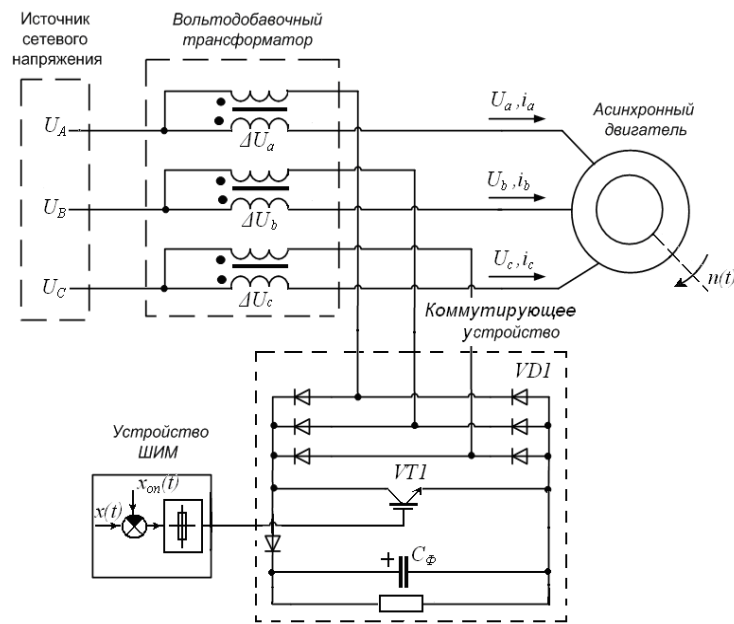 Источник
сетевого
напряжения
Вольтодобавочный
трансформатор
Асинхронный
двигатель
U_A
U_B
U_C
ΔU_a
ΔU_b
ΔU_c
U_a, i_a
U_b, i_b
U_c, i_c
n(t)
Коммутирующее
устройство
VD1
VT1
+ C_Ф
Устройство
ШИМ
x_оп(t)
x(t)